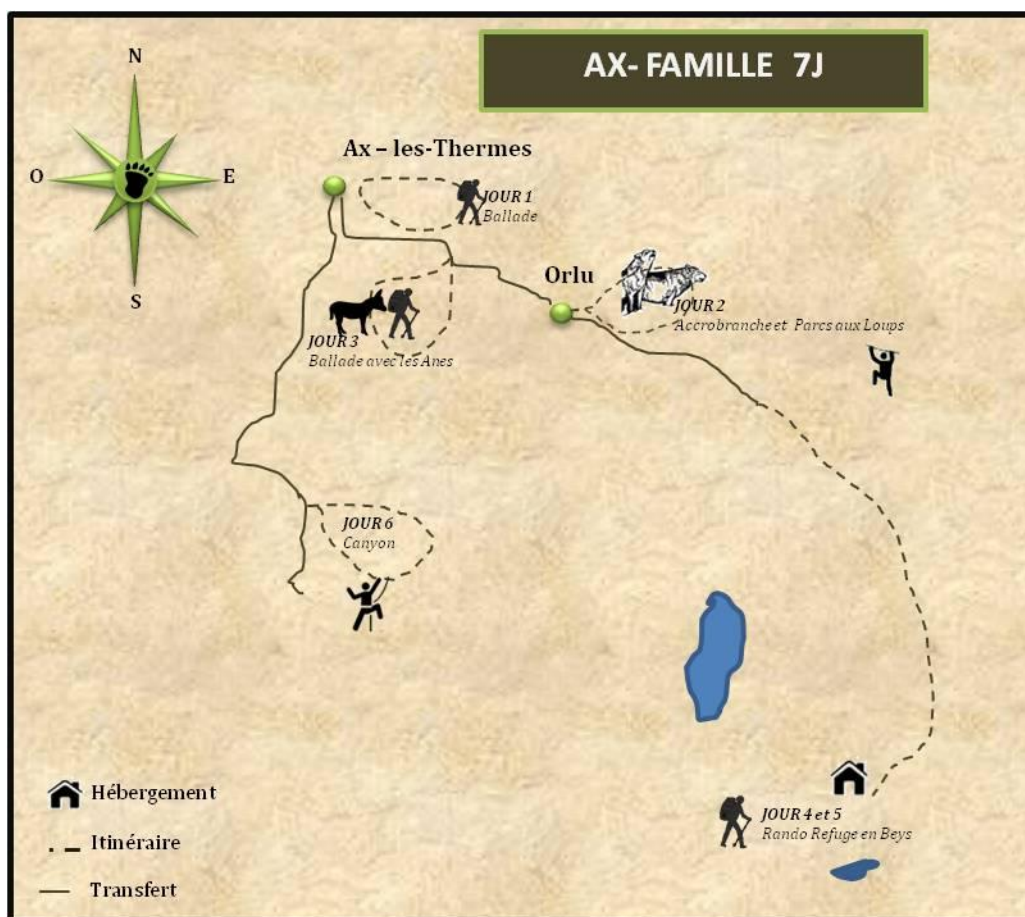 AX- FAMILLE 7J
N
O
E
S
Ax – les-Thermes
JOUR 1
Ballade
Orlu
JOUR 2
Accrobranche et Parcs aux Loups
JOUR 3
Ballade avec les Anes
JOUR 6
Canyon
JOUR 4 et 5
Rando Refuge en Beys
Hébergement
Itinéraire
Transfert